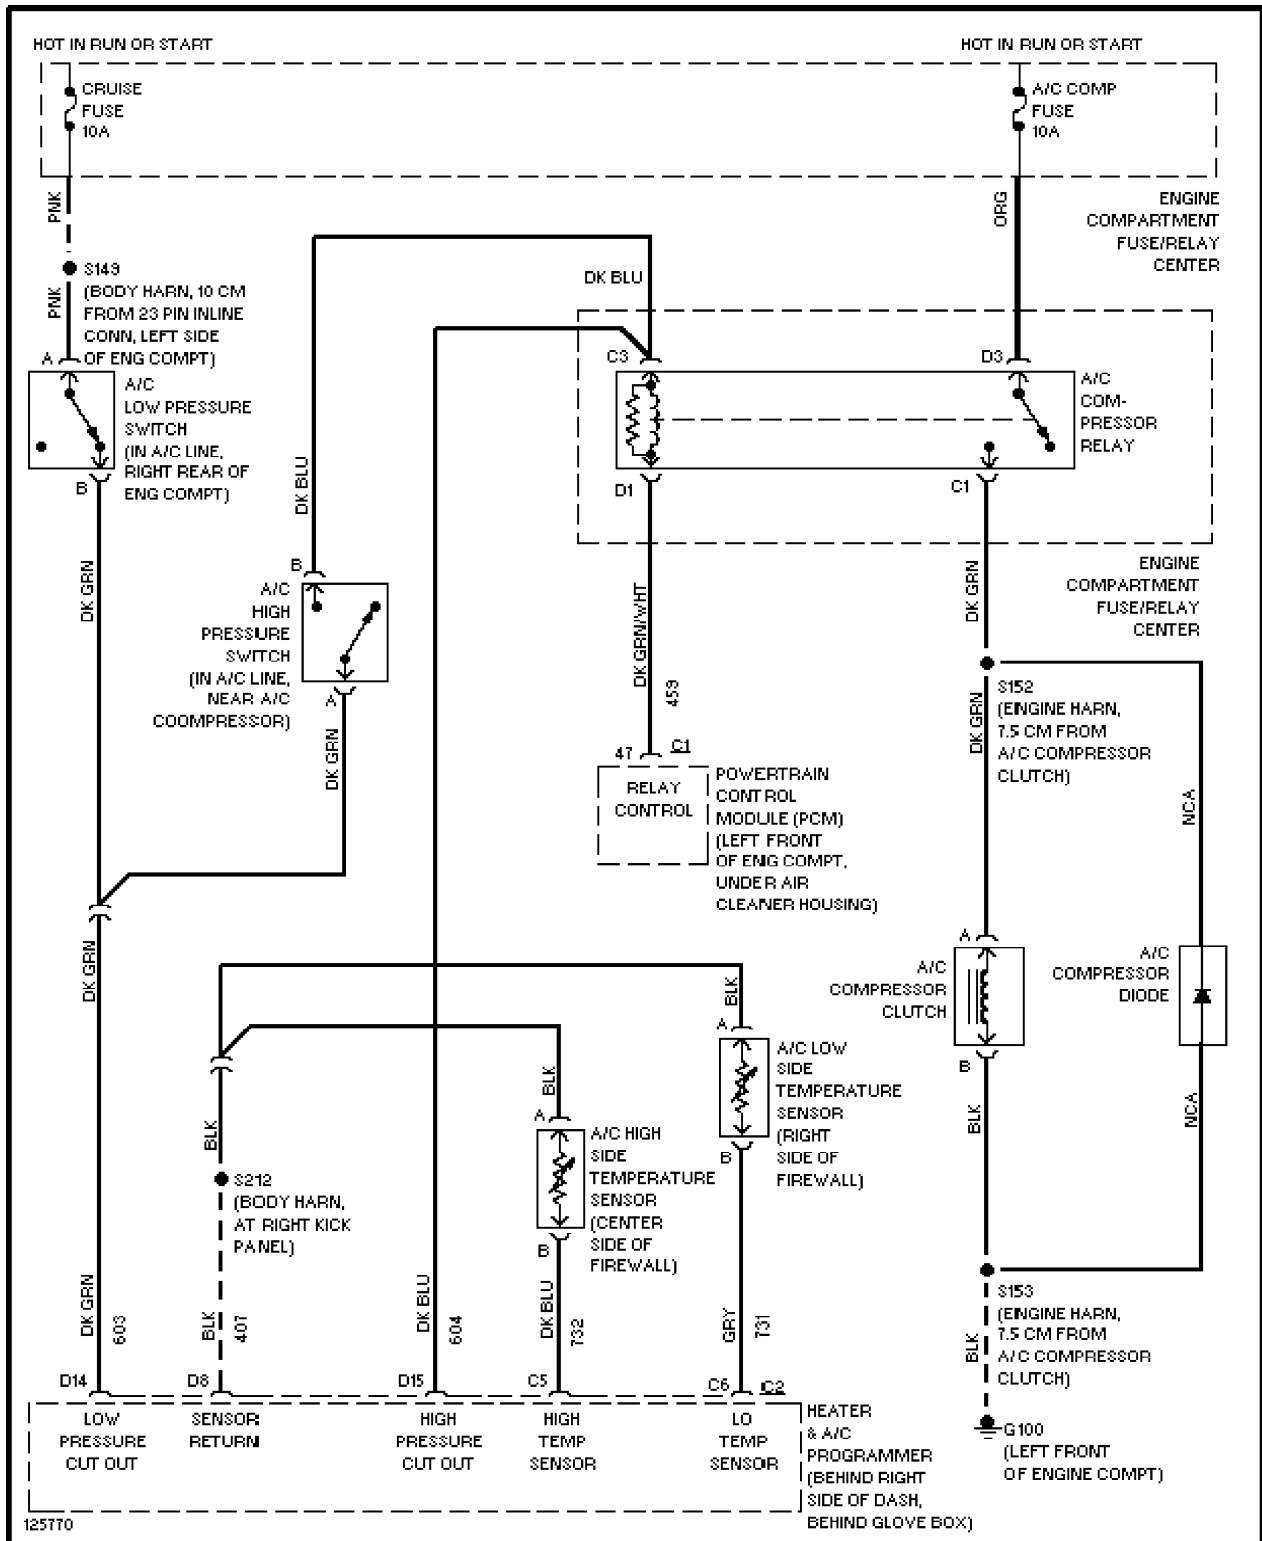 HOT IN RUN OR START
HOT IN RUN OR START
CRUISE
FUSE
10A
A/C COMP
FUSE
10A
PNK
ORG
ENGINE
COMPARTMENT
FUSE/RELAY
CENTER
S149
(BODY HARN, 10 CM
FROM 23 PIN INLINE
CONN, LEFT SIDE
OF ENG COMPT)
PNK
DK BLU
A
C3
D3
A/C
LOW PRESSURE
SWITCH
(IN A/C LINE,
RIGHT REAR OF
ENG COMPT)
A/C
COM-
PRESSOR
RELAY
B
DK BLU
D1
C1
ENGINE
COMPARTMENT
FUSE/RELAY
CENTER
DK GRN
B
A/C
HIGH
PRESSURE
SWITCH
(IN A/C LINE,
NEAR A/C
COOMPRESSOR)
A
DK GRN
DK GRN/WHT
459
DK GRN
S152
(ENGINE HARN,
7.5 CM FROM
A/C COMPRESSOR
CLUTCH)
DK GRN
NCA
47
C1
RELAY
CONTROL
POWERTRAIN
CONTROL
MODULE (PCM)
(LEFT FRONT
OF ENG COMPT,
UNDER AIR
CLEANER HOUSING)
DK GRN
A
A/C
COMPRESSOR
CLUTCH
A/C
COMPRESSOR
DIODE
B
BLK
NCA
BLK
A
A/C LOW
SIDE
TEMPERATURE
SENSOR
(RIGHT
SIDE OF
FIREWALL)
B
BLK
A
A/C HIGH
SIDE
TEMPERATURE
SENSOR
(CENTER
SIDE OF
FIREWALL)
B
BLK
S212
(BODY HARN,
AT RIGHT KICK
PANEL)
S153
(ENGINE HARN,
7.5 CM FROM
A/C COMPRESSOR
CLUTCH)
BLK
DK GRN
603
BLK
407
DK BLU
604
DK BLU
732
GRY
731
D14
D8
D15
C5
C6
C2
G100
(LEFT FRONT
OF ENGINE COMPT)
LOW
PRESSURE
CUT OUT
SENSOR
RETURN
HIGH
PRESSURE
CUT OUT
HIGH
TEMP
SENSOR
LO
TEMP
SENSOR
HEATER
& A/C
PROGRAMMER
(BEHIND RIGHT
SIDE OF DASH,
BEHIND GLOVE BOX)
125770